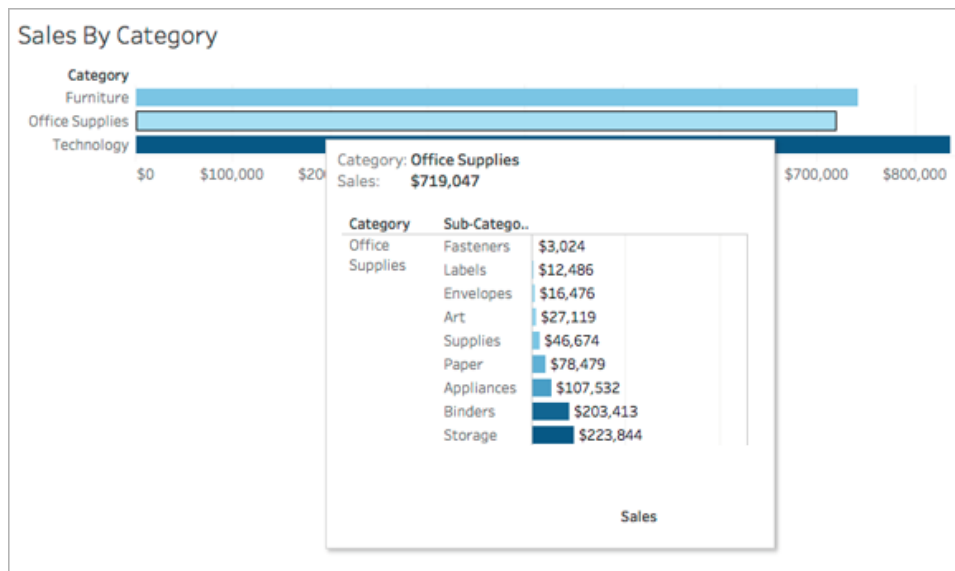 Sales By Category
Category
Furniture
Office Supplies
Technology
$0 $100,000 $20 $700,000 $800,000
Category: Office Supplies
Sales: $719,047
Category Sub-Catego..
Office Supplies
Fasteners $3,024
Labels $12,486
Envelopes $16,476
Art $27,119
Supplies $46,674
Paper $78,479
Appliances $107,532
Binders $203,413
Storage $223,844
Sales